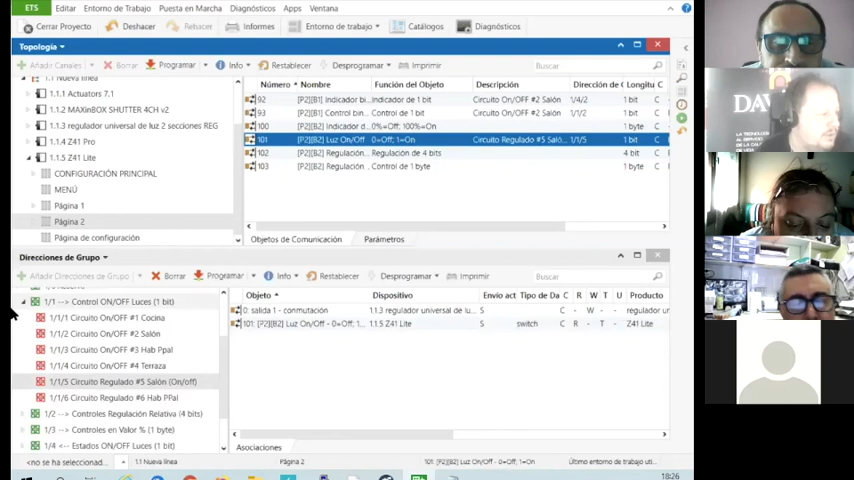 ETS Editar Entorno de Trabajo Puesta en Marcha Diagnósticos Apps Ventana
Cerrar Proyecto Deshacer Rehacer Informes Entorno de trabajo Catálogos Diagnósticos
Topología
Añadir Canales Borrar Programar Info Restablecer Desprogramar Imprimir Buscar
1.1 Nueva línea
1.1.1 Actuators 7.1
1.1.2 MAXinBOX SHUTTER 4CH v2
1.1.3 regulador universal de luz 2 secciones REG
1.1.4 Z41 Pro
1.1.5 Z41 Lite
CONFIGURACIÓN PRINCIPAL
MENÚ
Página 1
Página 2
Página de configuración
Número Nombre Función del Objeto Descripción Dirección de G Longitu
92 [P2][B1] Indicador bi... Indicador de 1 bit Circuito On/OFF #2 Salón 1/4/2 1 bit C
93 [P2][B1] Control bin... Control de 1 bit Circuito On/OFF #2 Salón 1/1/2 1 bit C
100 [P2][B2] Indicador d... 0%=Off; 100%=On 1 byte C
101 [P2][B2] Luz On/Off 0=Off; 1=On Circuito Regulado #5 Saló... 1/1/5 1 bit C
102 [P2][B2] Regulación... Regulación de 4 bits 4 bit C
103 [P2][B2] Regulación... Control de 1 byte 1 byte C
Objetos de Comunicación Parámetros
Direcciones de Grupo
Añadir Direcciones de Grupo Borrar Programar Info Restablecer Desprogramar Imprimir Buscar
1/1 --> Control ON/OFF Luces (1 bit)
1/1/1 Circuito ON/OFF #1 Cocina
1/1/2 Circuito ON/OFF #2 Salón
1/1/3 Circuito ON/OFF #3 Hab Ppal
1/1/4 Circuito ON/OFF #4 Terraza
1/1/5 Circuito Regulado #5 Salón (On/off)
1/1/6 Circuito Regulado #6 Hab PPal
1/2 --> Controles Regulación Relativa (4 bits)
1/3 --> Controles en Valor % (1 byte)
1/4 <-- Estados ON/OFF Luces (1 bit)
Objeto Dispositivo Envío act Tipo de Da C R W T U Producto
0: salida 1 - conmutación 1.1.3 regulador universal de lu... S C - W - - regulador un
101: [P2][B2] Luz On/Off - 0=Off; 1... 1.1.5 Z41 Lite S switch C R - T - Z41 Lite
Asociaciones
<no se ha seleccionad... 1.1 Nueva línea Página 2 101: [P2][B2] Luz On/Off - 0=Off; 1=On Último entorno de trabajo uti...
18:26
LA TECNOLOG
AL SERVICIO
DE LA CALI
DE VIDA